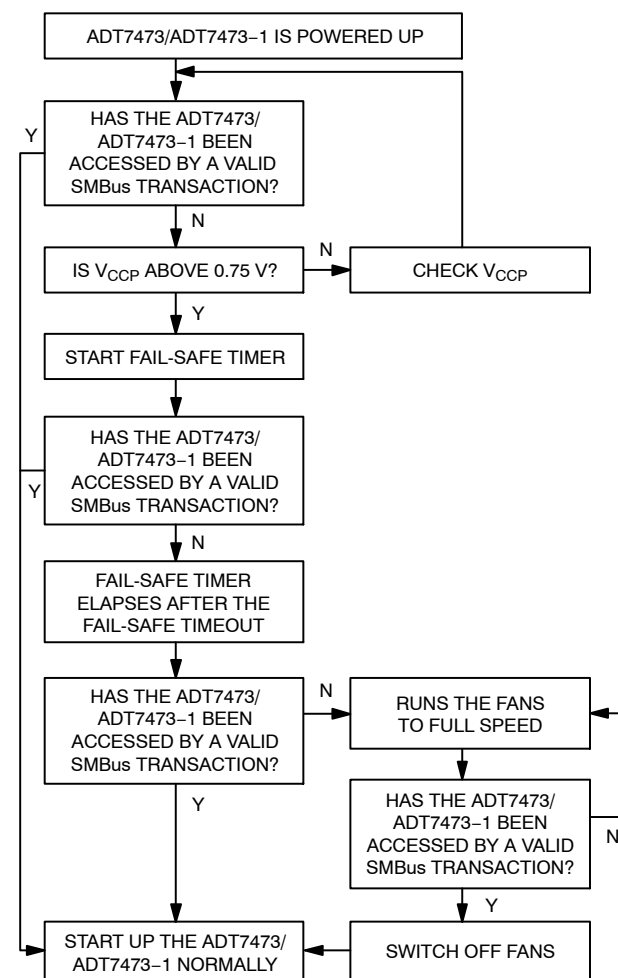 ADT7473/ADT7473−1 IS POWERED UP
HAS THE ADT7473/
ADT7473−1 BEEN
ACCESSED BY A VALID
SMBus TRANSACTION?
Y
N
IS VCCP ABOVE 0.75 V?
N
CHECK VCCP
Y
START FAIL-SAFE TIMER
HAS THE ADT7473/
ADT7473−1 BEEN
ACCESSED BY A VALID
SMBus TRANSACTION?
Y
Y
N
FAIL-SAFE TIMER
ELAPSES AFTER THE
FAIL-SAFE TIMEOUT
HAS THE ADT7473/
ADT7473−1 BEEN
ACCESSED BY A VALID
SMBus TRANSACTION?
N
RUNS THE FANS
TO FULL SPEED
Y
HAS THE ADT7473/
ADT7473−1 BEEN
ACCESSED BY A VALID
SMBus TRANSACTION?
N
Y
START UP THE ADT7473/
ADT7473−1 NORMALLY
SWITCH OFF FANS